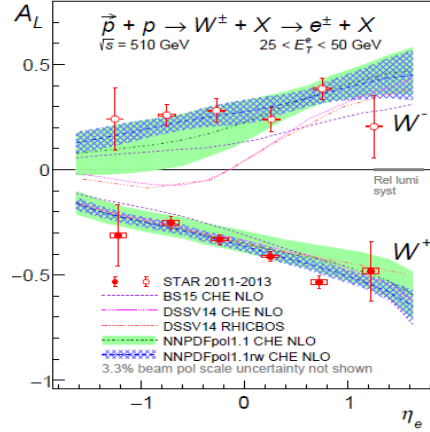 A_L
p⃗ + p → W^± + X → e^± + X
√s = 510 GeV 25 < E_T^e < 50 GeV
0.5
W^-
0
Rel lumi
syst
W^+
-0.5
STAR 2011-2013
BS15 CHE NLO
DSSV14 CHE NLO
DSSV14 RHICBOS
NNPDFpol1.1 CHE NLO
NNPDFpol1.1rw CHE NLO
3.3% beam pol scale uncertainty not shown
-1
-1 0 1 η_e